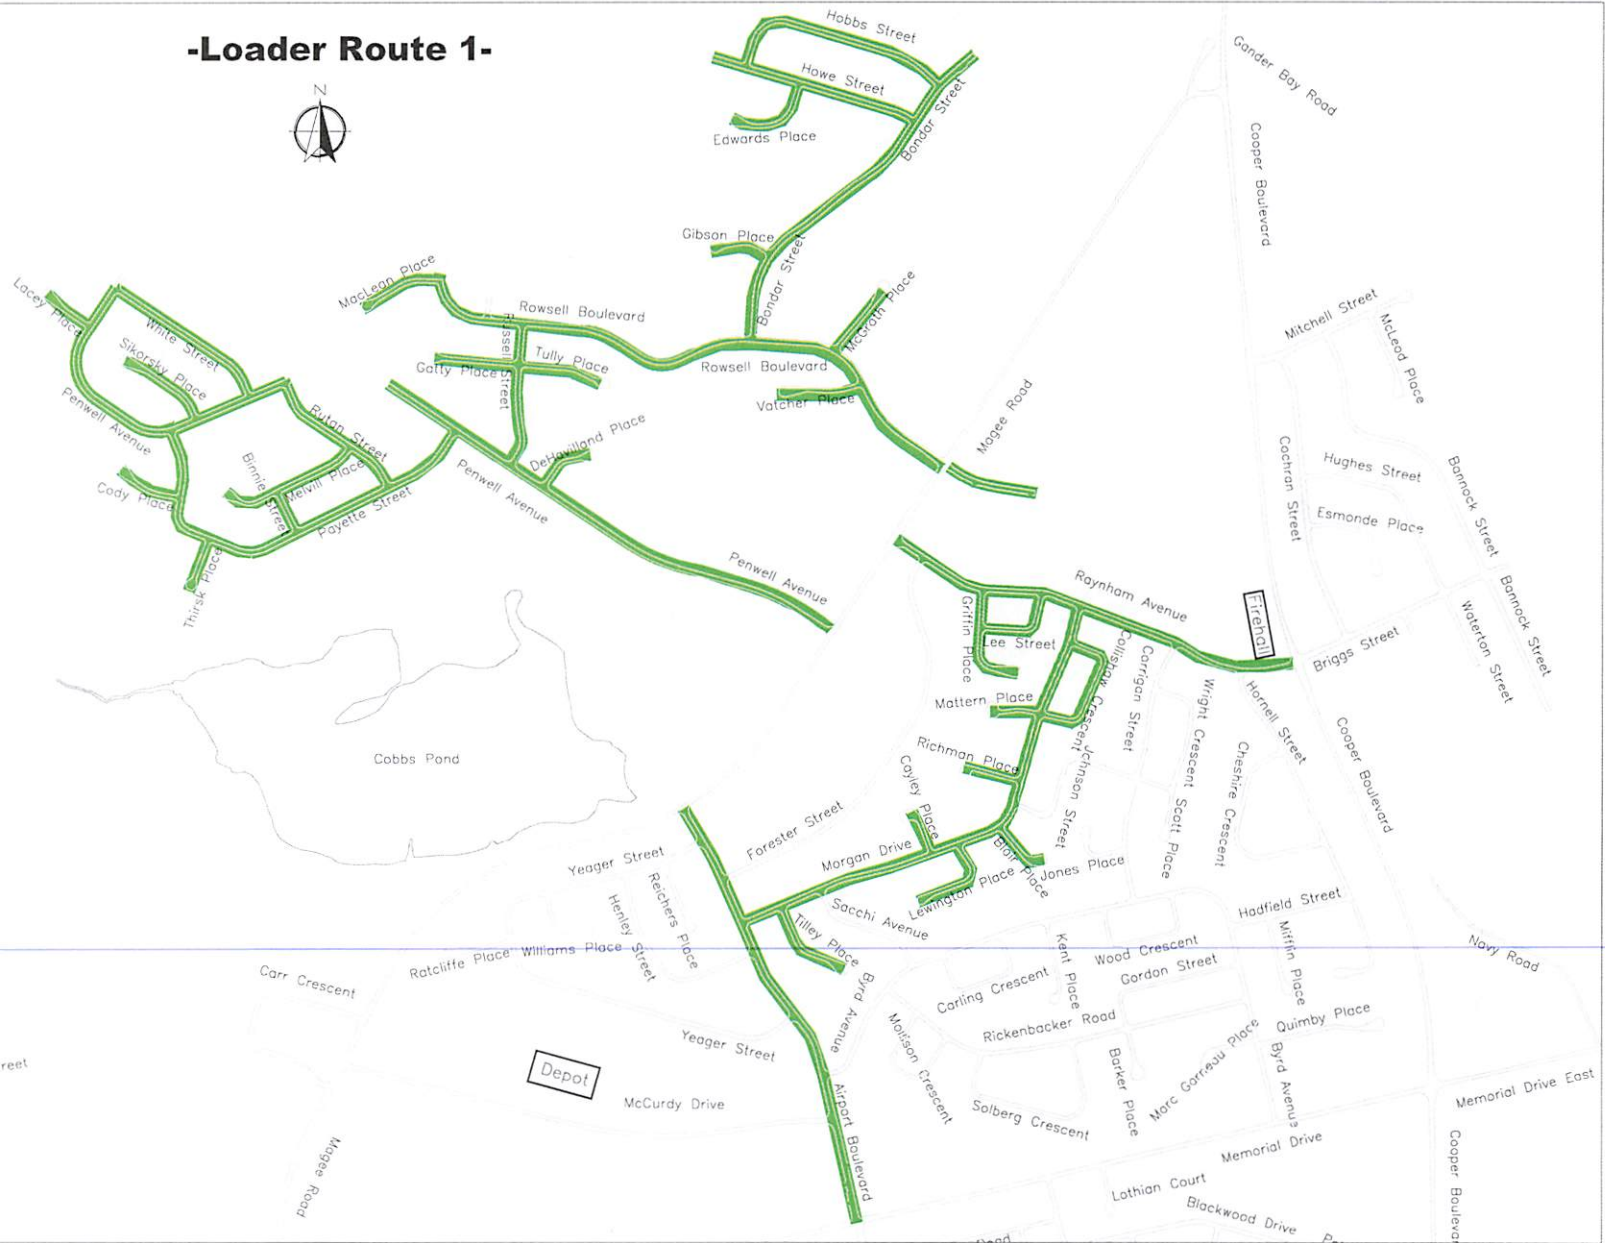 -Loader Route 1-
N
Hobbs Street
Howe Street
Edwards Place
Bondar Street
Gander Bay Road
Cooper Boulevard
Gibson Place
Bondar Street
MacLean Place
Rowsell Boulevard
McGrath Place
Lacey Place
White Street
Sikorsky Place
Russell Street
Tully Place
Gatty Place
Rowsell Boulevard
Vatcher Place
Mitchell Street
McLeod Place
Penwell Avenue
Rutan Street
Magee Road
DeHavilland Place
Binnie Street
Melvill Place
Penwell Avenue
Cody Place
Payette Street
Cochran Street
Hughes Street
Bannock Street
Esmonde Place
Thirsk Place
Penwell Avenue
Raynham Avenue
Firehall
Griffin Place
Lee Street
Collishaw Crescent
Corrigan Street
Briggs Street
Waterton Street
Bannock Street
Mattern Place
Wright Crescent
Hornell Street
Cobbs Pond
Richman Place
Cayley Place
Johnson Street
Scott Place
Cheshire Crescent
Cooper Boulevard
Forester Street
Yeager Street
Morgan Drive
Blair Place
Jones Place
Reichers Place
Henley Street
Lewington Place
Sacchi Avenue
Tilley Place
Hadfield Street
Mifflin Place
Kent Place
Wood Crescent
Gordon Street
Navy Road
Carr Crescent
Ratcliffe Place
Williams Place
Byrd Avenue
Carling Crescent
Rickenbacker Road
Quimby Place
Yeager Street
Marc Garneau Place
Byrd Avenue
Barker Place
reet
Depot
McCurdy Drive
Airport Boulevard
Solberg Crescent
Memorial Drive East
Memorial Drive
Magee Road
Lothian Court
Blackwood Drive
Cooper Boulevar